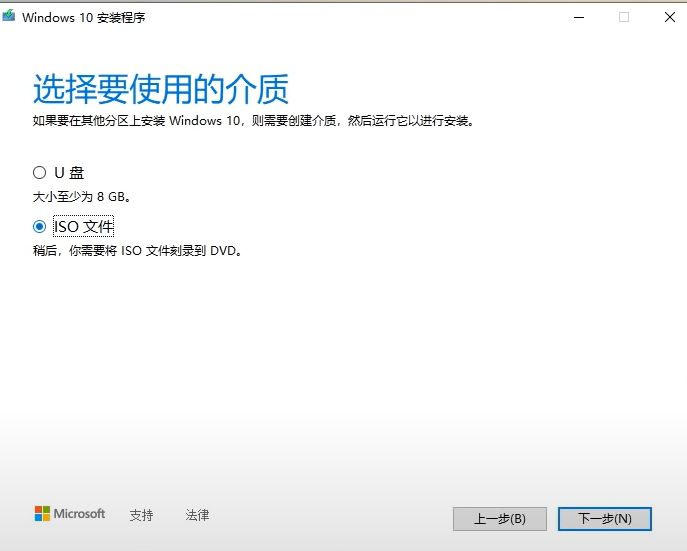 Windows 10 安装程序
选择要使用的介质
如果要在其他分区上安装 Windows 10，则需要创建介质，然后运行它以进行安装。
U 盘
大小至少为 8 GB。
ISO 文件
稍后，你需要将 ISO 文件刻录到 DVD。
Microsoft 支持 法律
上一步(B) 下一步(N)